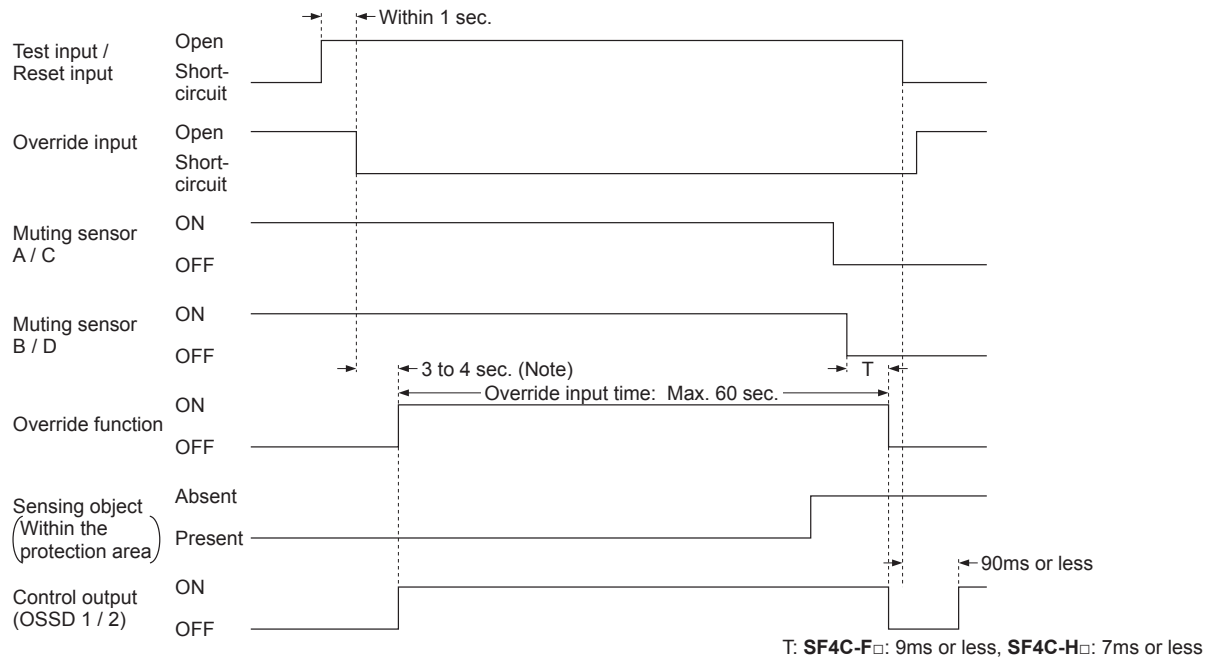 Within 1 sec.
Test input /
Reset input
Open
Short-
circuit
Override input
Open
Short-
circuit
Muting sensor
A / C
ON
OFF
Muting sensor
B / D
ON
OFF
3 to 4 sec. (Note)
T
Override input time: Max. 60 sec.
Override function
ON
OFF
Sensing object
(Within the
protection area)
Absent
Present
90ms or less
Control output
(OSSD 1 / 2)
ON
OFF
T: SF4C-F□: 9ms or less, SF4C-H□: 7ms or less